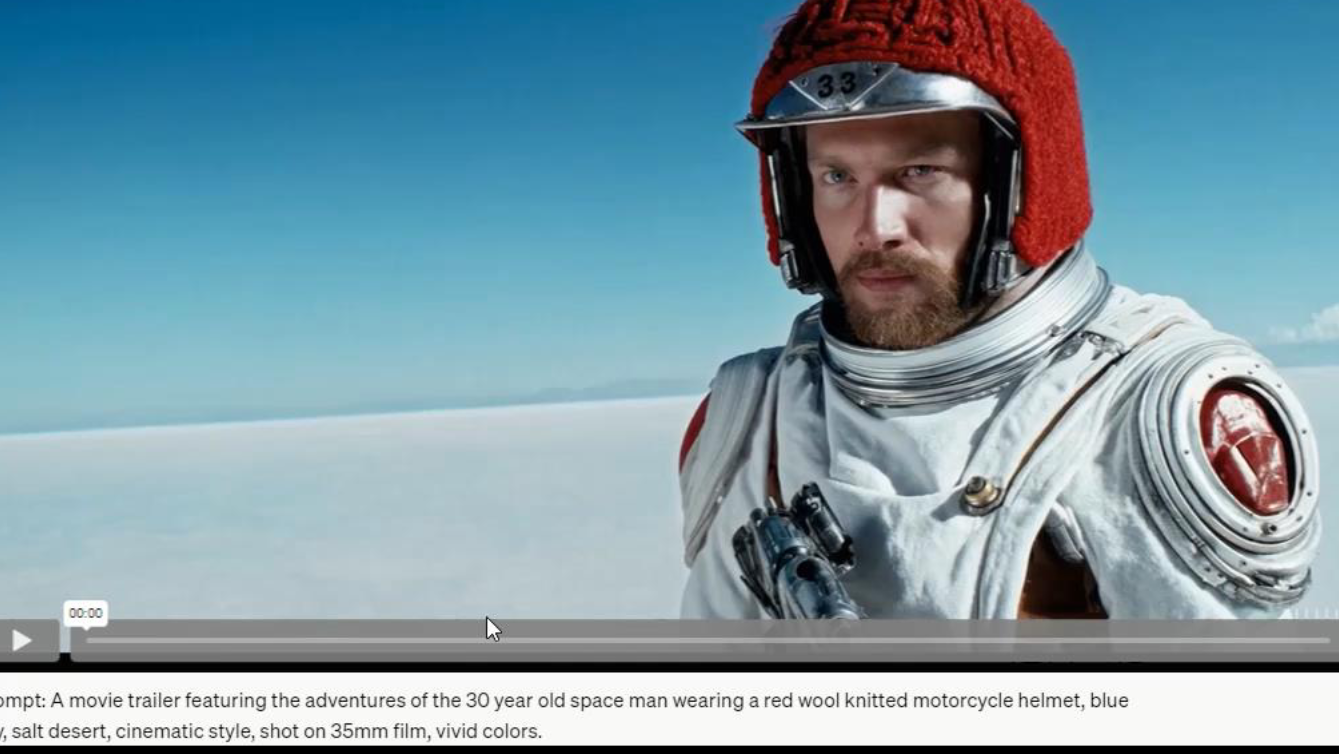 33
00:00
ompt: A movie trailer featuring the adventures of the 30 year old space man wearing a red wool knitted motorcycle helmet, blue
, salt desert, cinematic style, shot on 35mm film, vivid colors.